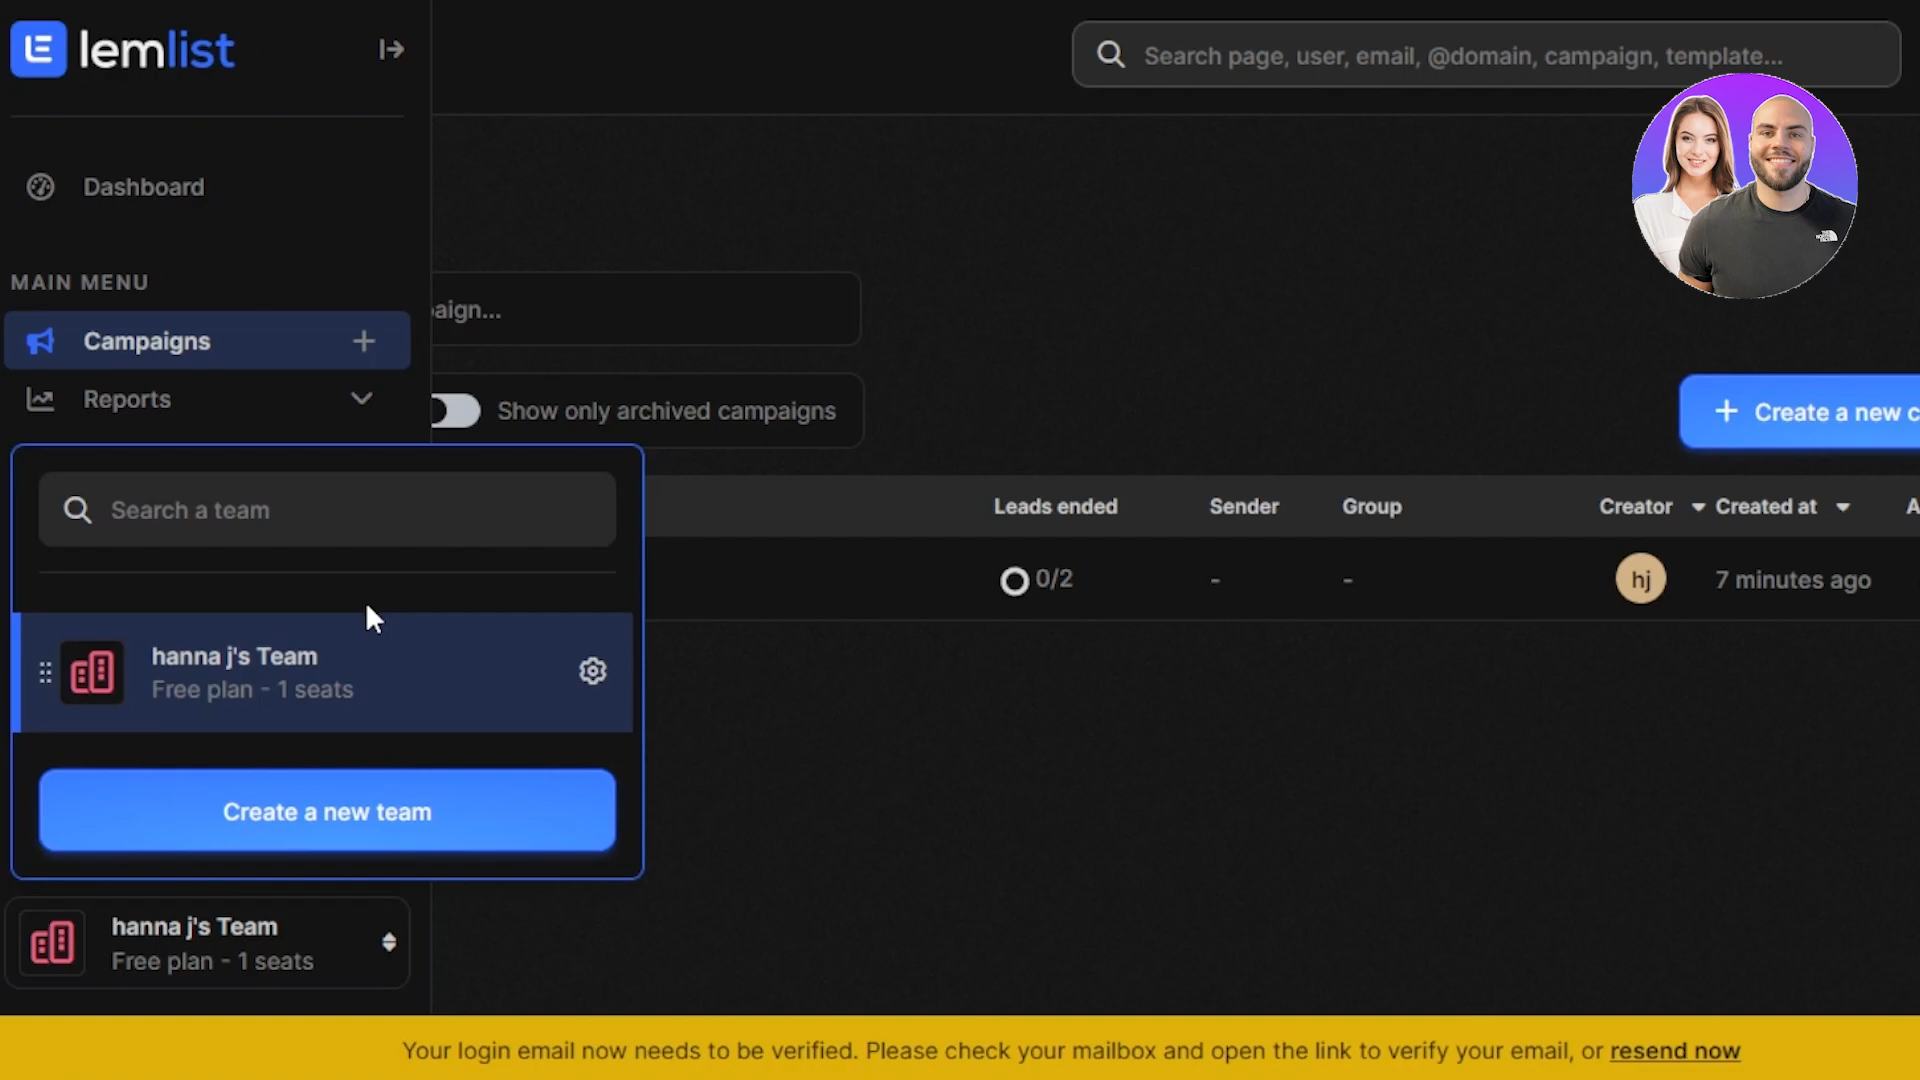 lemlist
Search page, user, email, @domain, campaign, template...
Dashboard
MAIN MENU
Campaigns
aign...
Reports
Show only archived campaigns
Create a new c
Search a team
Leads ended
Sender
Group
Creator
Created at
A
0/2
-
-
hj
7 minutes ago
hanna j's Team
Free plan - 1 seats
Create a new team
hanna j's Team
Free plan - 1 seats
Your login email now needs to be verified. Please check your mailbox and open the link to verify your email, or resend now